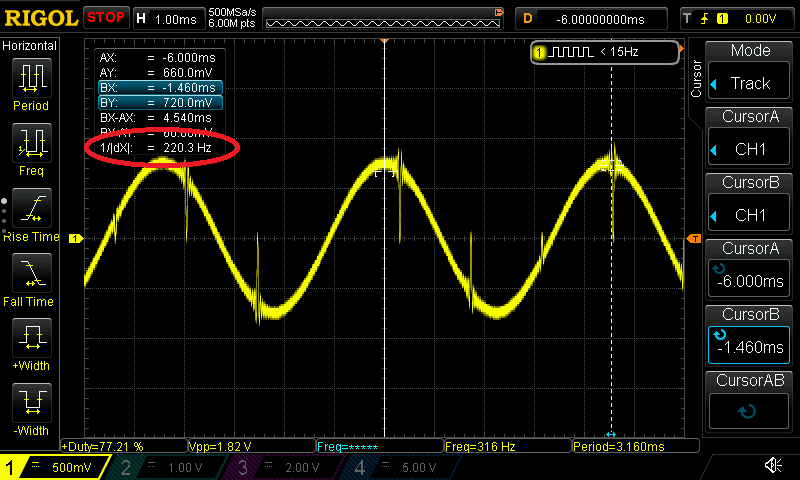 RIGOL STOP H 1.00ms 500MSa/s 6.00M pts D -6.00000000ms T 1 0.00V
Horizontal
Period
Freq
Rise Time
Fall Time
+Width
-Width
AX: = -6.000ms
AY: = 660.0mV
BX: = -1.460ms
BY: = 720.0mV
BX-AX: = 4.540ms
BY-AY: = 60.00mV
1/|dX|: = 220.3 Hz
1 < 15Hz
1
T
Cursor
Mode
Track
CursorA
CH1
CursorB
CH1
CursorA
-6.000ms
CursorB
-1.460ms
CursorAB
+Duty=77.21 % Vpp=1.82 V Freq=***** Freq=316 Hz Period=3.160ms
1 = 500mV 2 = 1.00 V 3 = 2.00 V 4 = 5.00 V